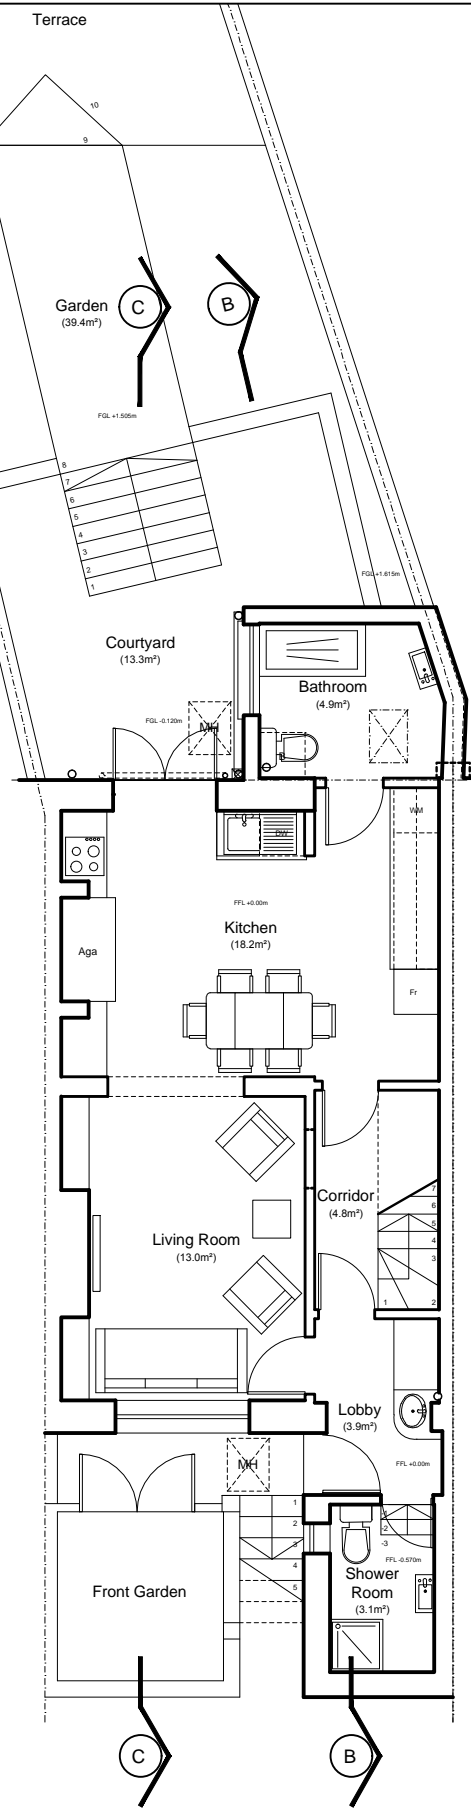 Terrace
10
9
Garden
(39.4m²)
C
B
FGL +1.505m
8
7
6
5
4
3
2
1
FGL +1.615m
Courtyard
(13.3m²)
Bathroom
(4.9m²)
FGL -0.120m
MH
WM
DW
FFL +0.00m
Kitchen
(18.2m²)
Aga
Fr
Corridor
(4.8m²)
7
6
5
4
3
2
1
Living Room
(13.0m²)
Lobby
(3.9m²)
FFL +0.00m
MH
1
2
3
4
5
-1
-2
-3
FFL -0.570m
Shower
Room
(3.1m²)
Front Garden
C
B